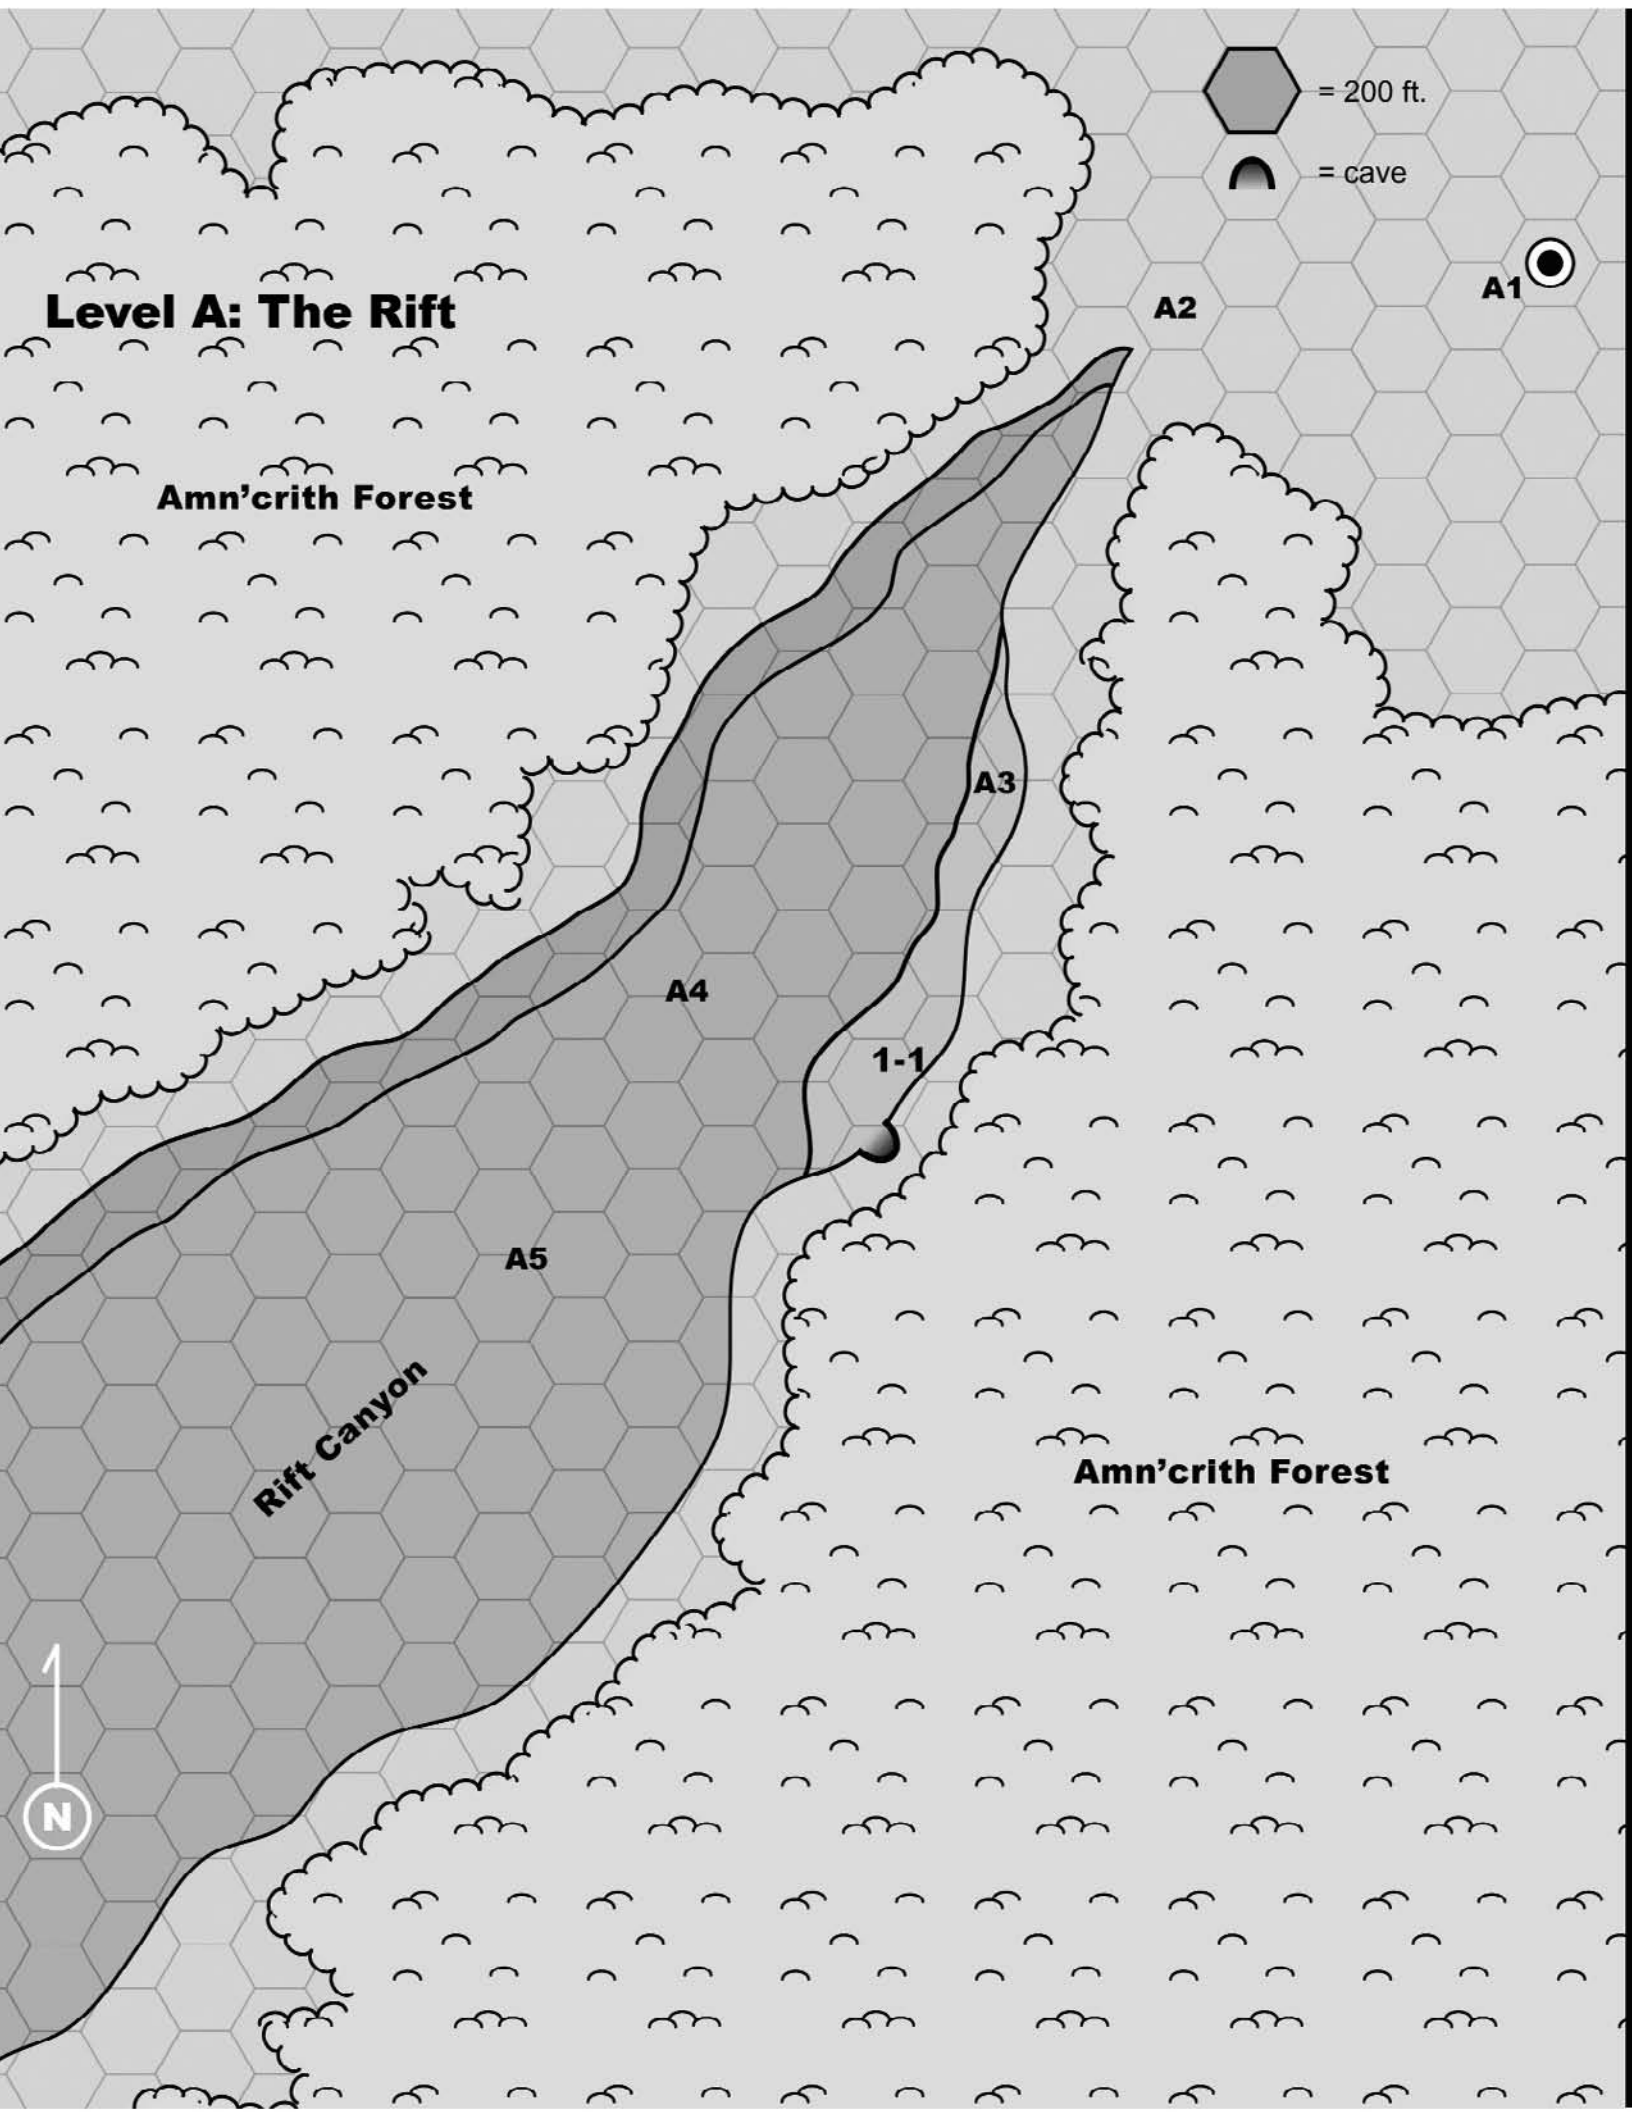 = 200 ft.
= cave
A1
A2
Level A: The Rift
Amn’crith Forest
A3
A4
1-1
A5
Rift Canyon
Amn’crith Forest
N